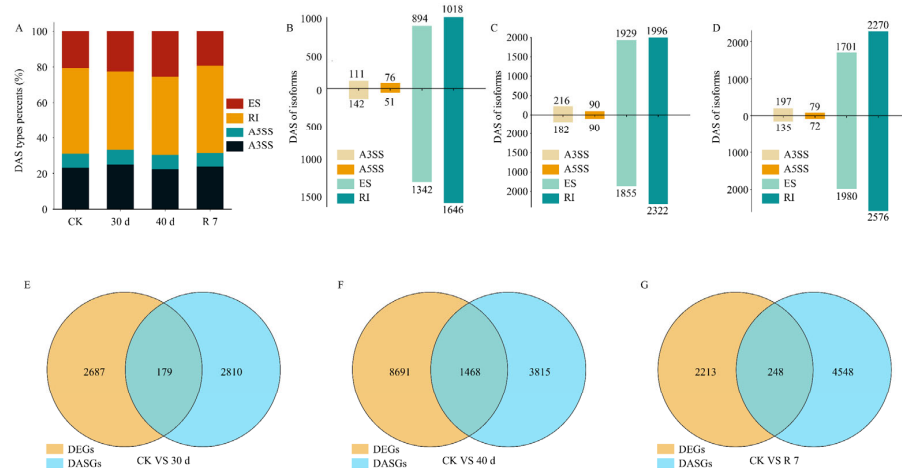 A
DAS types percents (%)
100
80
60
40
20
0
CK
30 d
40 d
R 7
ES
RI
A5SS
A3SS
B
DAS of isoforms
1000
500
0
500
1000
1500
111
142
76
51
894
1342
1018
1646
A3SS
A5SS
ES
RI
C
DAS of isoforms
2000
1500
1000
500
0
2000
1500
1000
2000
216
182
90
90
1929
1855
1996
2322
A3SS
A5SS
ES
RI
D
DAS of isoforms
2000
1000
0
1000
2000
197
135
79
72
1701
1980
2270
2576
A3SS
A5SS
ES
RI
E
2687
179
2810
DEGs
DASGs
CK VS 30 d
F
8691
1468
3815
DEGs
DASGs
CK VS 40 d
G
2213
248
4548
DEGs
DASGs
CK VS R 7